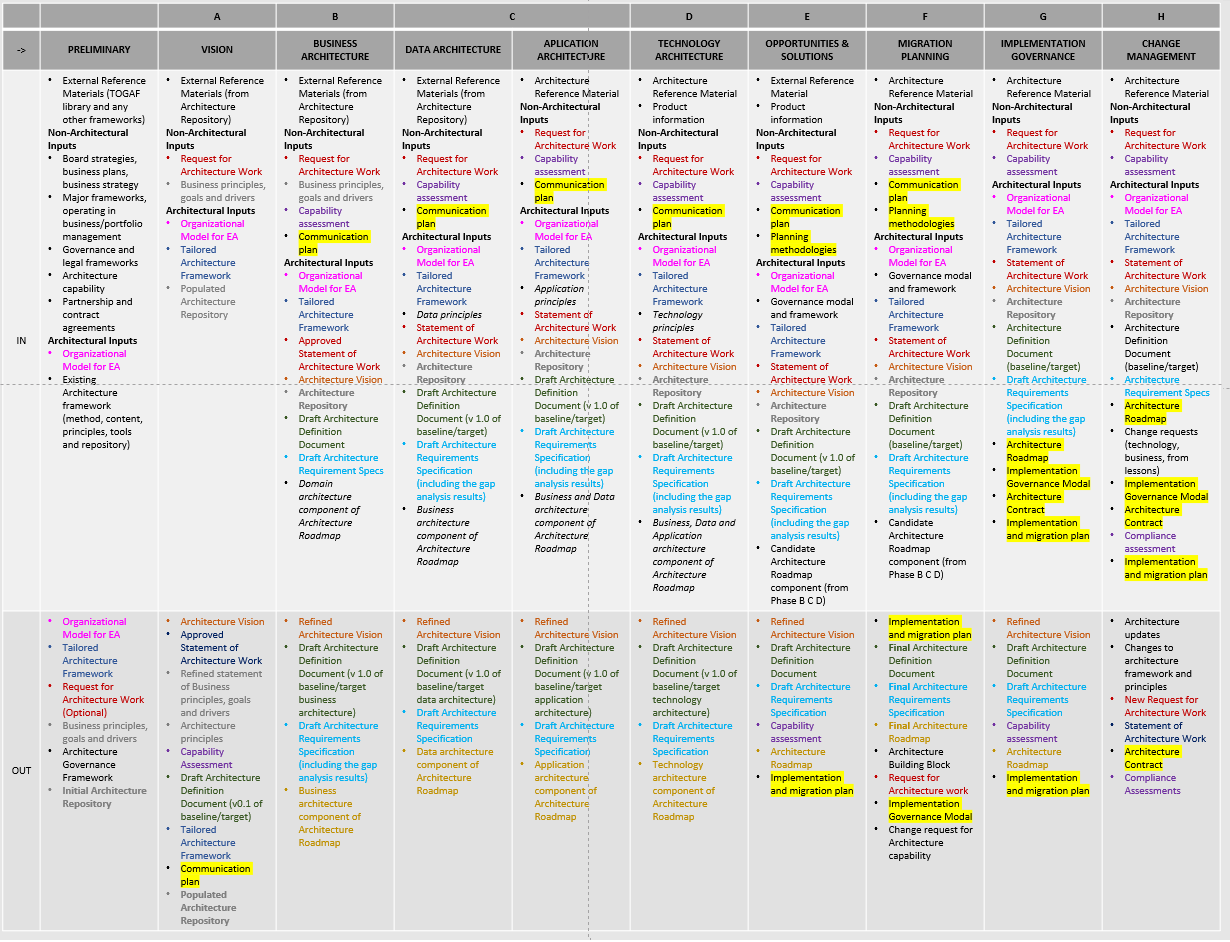 A
B
C
D
E
F
G
H
->
PRELIMINARY
VISION
BUSINESS
ARCHITECTURE
DATA ARCHITECTURE
APLICATION
ARCHITECTURE
TECHNOLOGY
ARCHITECTURE
OPPORTUNITIES &
SOLUTIONS
MIGRATION
PLANNING
IMPLEMENTATION
GOVERNANCE
CHANGE
MANAGEMENT
IN
• External Reference
Materials (TOGAF
library and any
other frameworks)
Non-Architectural
Inputs
• Board strategies,
business plans,
business strategy
• Major frameworks,
operating in
business/portfolio
management
• Governance and
legal frameworks
• Architecture
capability
• Partnership and
contract
agreements
Architectural Inputs
• Organizational
Model for EA
• Existing
Architecture
framework
(method, content,
principles, tools
and repository)
• External Reference
Materials (from
Architecture
Repository)
Non-Architectural
Inputs
• Request for
Architecture Work
• Business principles,
goals and drivers
Architectural Inputs
• Organizational
Model for EA
• Tailored
Architecture
Framework
• Populated
Architecture
Repository
• External Reference
Materials (from
Architecture
Repository)
Non-Architectural
Inputs
• Request for
Architecture Work
• Business principles,
goals and drivers
• Capability
assessment
• Communication
plan
Architectural Inputs
• Organizational
Model for EA
• Tailored
Architecture
Framework
• Approved
Statement of
Architecture Work
• Architecture Vision
• Architecture
Repository
• Draft Architecture
Definition
Document
• Draft Architecture
Requirement Specs
• Domain
architecture
component of
Architecture
Roadmap
• External Reference
Materials (from
Architecture
Repository)
Non-Architectural
Inputs
• Request for
Architecture Work
• Capability
assessment
• Communication
plan
Architectural Inputs
• Organizational
Model for EA
• Tailored
Architecture
Framework
• Data principles
• Statement of
Architecture Work
• Architecture Vision
• Architecture
Repository
• Draft Architecture
Definition
Document (v 1.0 of
baseline/target)
• Draft Architecture
Requirements
Specification
(including the gap
analysis results)
• Business
architecture
component of
Architecture
Roadmap
• Architecture
Reference Material
Non-Architectural
Inputs
• Request for
Architecture Work
• Capability
assessment
• Communication
plan
Architectural Inputs
• Organizational
Model for EA
• Tailored
Architecture
Framework
• Application
principles
• Statement of
Architecture Work
• Architecture Vision
• Architecture
Repository
• Draft Architecture
Definition
Document (v 1.0 of
baseline/target)
• Draft Architecture
Requirements
Specification
(including the gap
analysis results)
• Business and Data
architecture
component of
Architecture
Roadmap
• Architecture
Reference Material
• Product
information
Non-Architectural
Inputs
• Request for
Architecture Work
• Capability
assessment
• Communication
plan
Architectural Inputs
• Organizational
Model for EA
• Tailored
Architecture
Framework
• Technology
principles
• Statement of
Architecture Work
• Architecture Vision
• Architecture
Repository
• Draft Architecture
Definition
Document (v 1.0 of
baseline/target)
• Draft Architecture
Requirements
Specification
(including the gap
analysis results)
• Business, Data and
Application
architecture
component of
Architecture
Roadmap
• External Reference
Material
• Product
information
Non-Architectural
Inputs
• Request for
Architecture Work
• Capability
assessment
• Communication
plan
• Planning
methodologies
Architectural Inputs
• Organizational
Model for EA
• Governance modal
and framework
• Tailored
Architecture
Framework
• Statement of
Architecture Work
• Architecture Vision
• Architecture
Repository
• Draft Architecture
Definition
Document (v 1.0 of
baseline/target)
• Draft Architecture
Requirements
Specification
(including the gap
analysis results)
• Candidate
Architecture
Roadmap
component (from
Phase B C D)
• Architecture
Reference Material
Non-Architectural
Inputs
• Request for
Architecture Work
• Capability
assessment
• Communication
plan
• Planning
methodologies
Architectural Inputs
• Organizational
Model for EA
• Governance modal
and framework
• Tailored
Architecture
Framework
• Statement of
Architecture Work
• Architecture Vision
• Architecture
Repository
• Draft Architecture
Definition
Document
(baseline/target)
• Draft Architecture
Requirements
Specification
(including the gap
analysis results)
• Candidate
Architecture
Roadmap
component (from
Phase B C D)
• Architecture
Reference Material
Non-Architectural
Inputs
• Request for
Architecture Work
• Capability
assessment
Architectural Inputs
• Organizational
Model for EA
• Tailored
Architecture
Framework
• Statement of
Architecture Work
• Architecture Vision
• Architecture
Repository
• Architecture
Definition
Document
(baseline/target)
• Draft Architecture
Requirements
Specification
(including the gap
analysis results)
• Architecture
Roadmap
• Implementation
Governance Modal
• Architecture
Contract
• Implementation
and migration plan
• Architecture
Reference Material
Non-Architectural
Inputs
• Request for
Architecture Work
• Capability
assessment
Architectural Inputs
• Organizational
Model for EA
• Tailored
Architecture
Framework
• Statement of
Architecture Work
• Architecture Vision
• Architecture
Repository
• Architecture
Definition
Document
(baseline/target)
• Architecture
Requirement Specs
• Architecture
Roadmap
• Change requests
(technology,
business, from
lessons)
• Implementation
Governance Modal
• Architecture
Contract
• Compliance
assessment
• Implementation
and migration plan
OUT
• Organizational
Model for EA
• Tailored
Architecture
Framework
• Request for
Architecture Work
(Optional)
• Business principles,
goals and drivers
• Architecture
Governance
Framework
• Initial Architecture
Repository
• Architecture Vision
• Approved
Statement of
Architecture Work
• Refined statement
of Business
principles, goals
and drivers
• Architecture
principles
• Capability
Assessment
• Draft Architecture
Definition
Document (v0.1 of
baseline/target)
• Tailored
Architecture
Framework
• Communication
plan
• Populated
Architecture
Repository
• Refined
Architecture Vision
• Draft Architecture
Definition
Document (v 1.0 of
baseline/target
business
architecture)
• Draft Architecture
Requirements
Specification
(including the gap
analysis results)
• Business
architecture
component of
Architecture
Roadmap
• Refined
Architecture Vision
• Draft Architecture
Definition
Document (v 1.0 of
baseline/target
data architecture)
• Draft Architecture
Requirements
Specification
• Data architecture
component of
Architecture
Roadmap
• Refined
Architecture Vision
• Draft Architecture
Definition
Document (v 1.0 of
baseline/target
application
architecture)
• Draft Architecture
Requirements
Specification
• Application
architecture
component of
Architecture
Roadmap
• Refined
Architecture Vision
• Draft Architecture
Definition
Document (v 1.0 of
baseline/target
technology
architecture)
• Draft Architecture
Requirements
Specification
• Technology
architecture
component of
Architecture
Roadmap
• Refined
Architecture Vision
• Draft Architecture
Definition
Document
• Draft Architecture
Requirements
Specification
• Capability
assessment
• Architecture
Roadmap
• Implementation
and migration plan
• Implementation
and migration plan
• Final Architecture
Definition
Document
• Final Architecture
Requirements
Specification
• Final Architecture
Roadmap
• Architecture
Building Block
• Request for
Architecture work
• Implementation
Governance Modal
• Change request for
Architecture
capability
• Refined
Architecture Vision
• Draft Architecture
Definition
Document
• Draft Architecture
Requirements
Specification
• Capability
assessment
• Architecture
Roadmap
• Implementation
and migration plan
• Architecture
updates
• Changes to
architecture
framework and
principles
• New Request for
Architecture Work
• Statement of
Architecture Work
• Architecture
Contract
• Compliance
Assessments